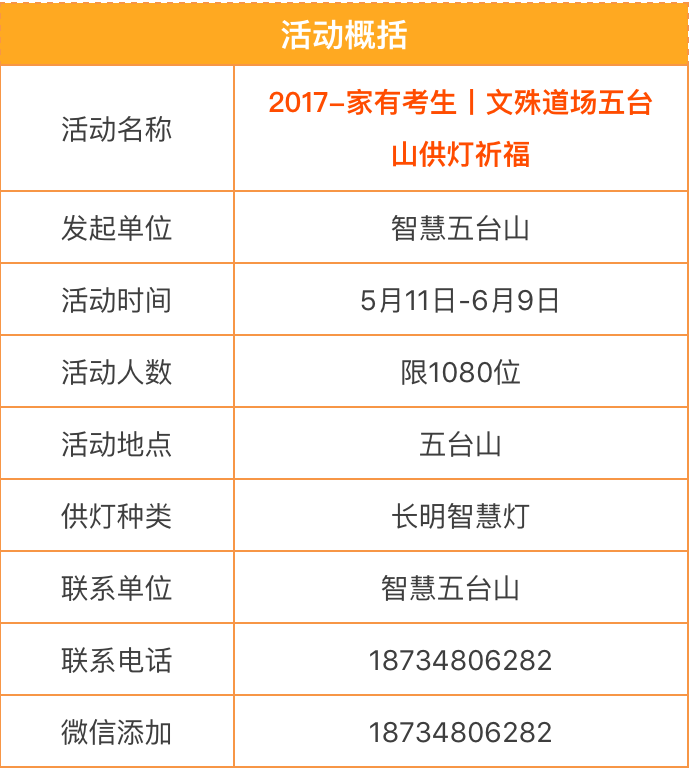 活动概括
活动名称
2017-家有考生丨文殊道场五台
山供灯祈福
发起单位 智慧五台山
活动时间 5月11日-6月9日
活动人数 限1080位
活动地点 五台山
供灯种类 长明智慧灯
联系单位 智慧五台山
联系电话 18734806282
微信添加 18734806282